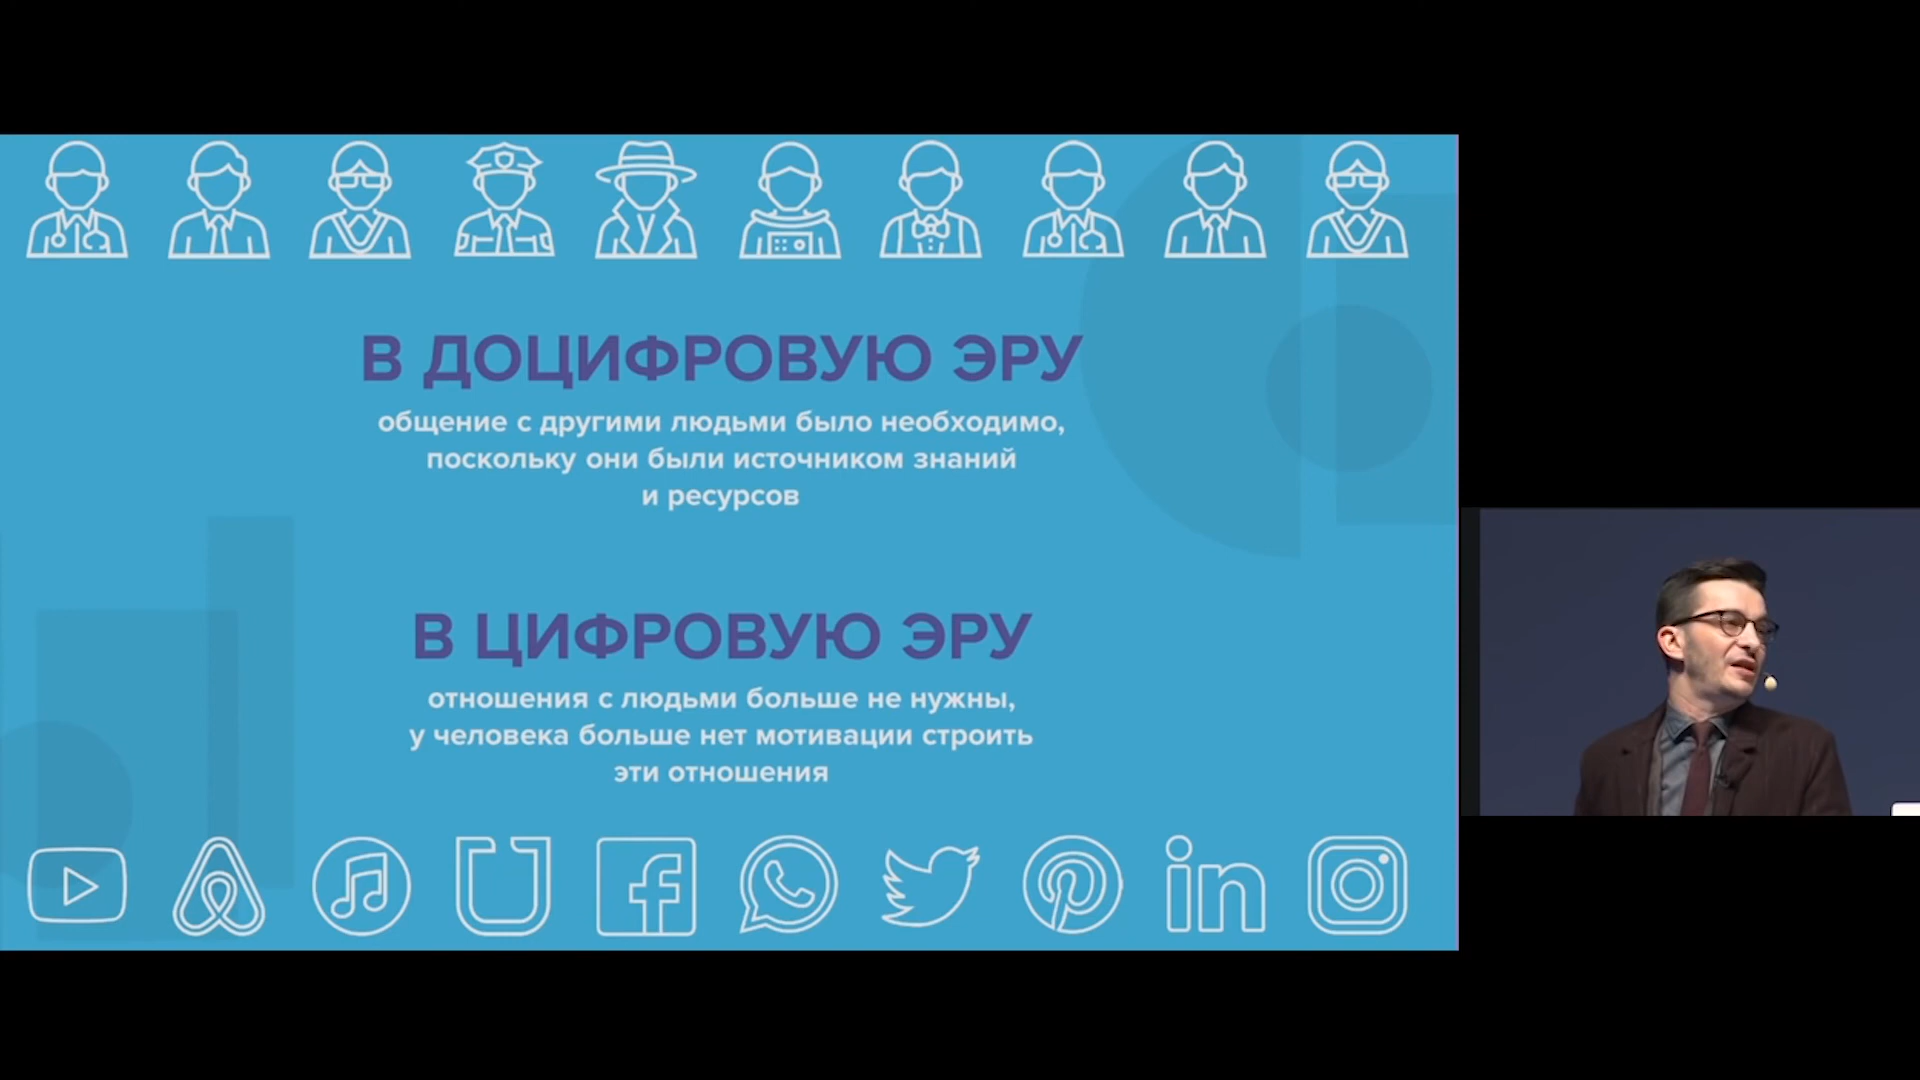 В ДОЦИФРОВУЮ ЭРУ
общение с другими людьми было необходимо,
поскольку они были источником знаний
и ресурсов
В ЦИФРОВУЮ ЭРУ
отношения с людьми больше не нужны,
у человека больше нет мотивации строить
эти отношения